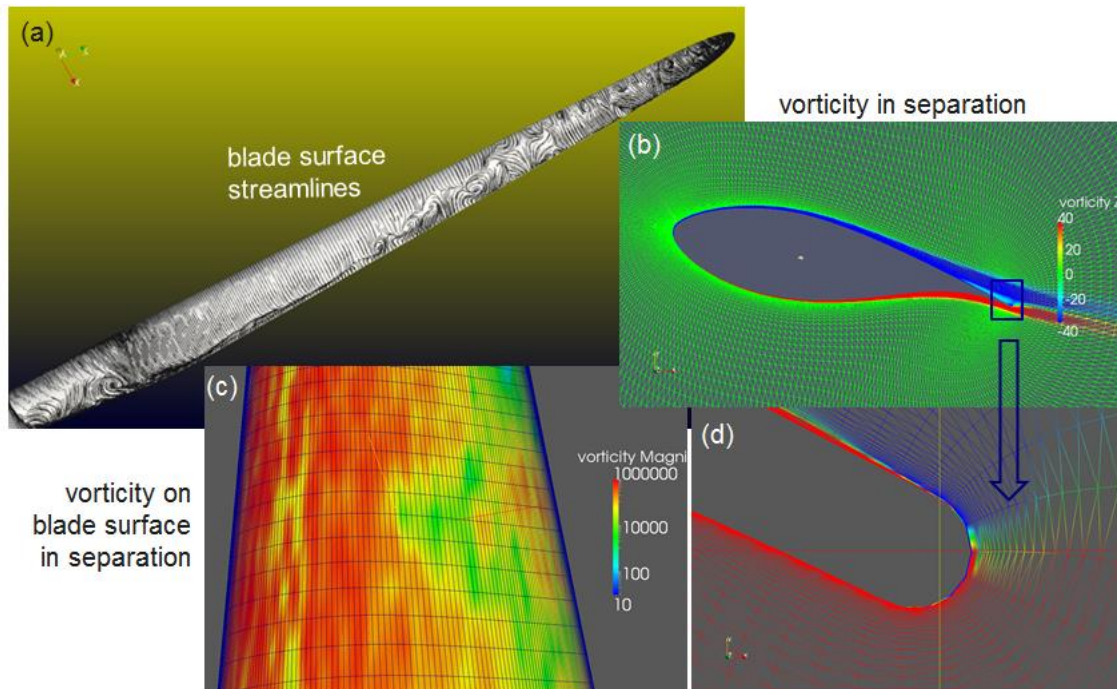 (a)
blade surface
streamlines
vorticity in separation
(b)
vorticity Z
40
20
0
-20
-40
(c)
vorticity Magni
1000000
10000
100
10
(d)
vorticity on
blade surface
in separation